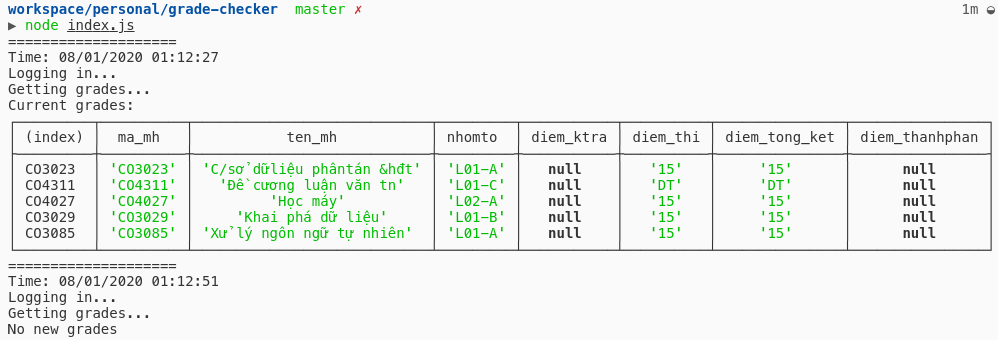 workspace/personal/grade-checker master ✗ 1m ◒
▶ node index.js
====================
Time: 08/01/2020 01:12:27
Logging in...
Getting grades...
Current grades:
(index) ma_mh ten_mh nhomto diem_ktra diem_thi diem_tong_ket diem_thanhphan
CO3023 'CO3023' 'C/sở dữliệu phântán &hđt' 'L01-A' null '15' '15' null
CO4311 'CO4311' 'Đề cương luận văn tn' 'L01-C' null 'DT' 'DT' null
CO4027 'CO4027' 'Học máy' 'L02-A' null '15' '15' null
CO3029 'CO3029' 'Khai phá dữ liệu' 'L01-B' null '15' '15' null
CO3085 'CO3085' 'Xử lý ngôn ngữ tự nhiên' 'L01-A' null '15' '15' null
====================
Time: 08/01/2020 01:12:51
Logging in...
Getting grades...
No new grades